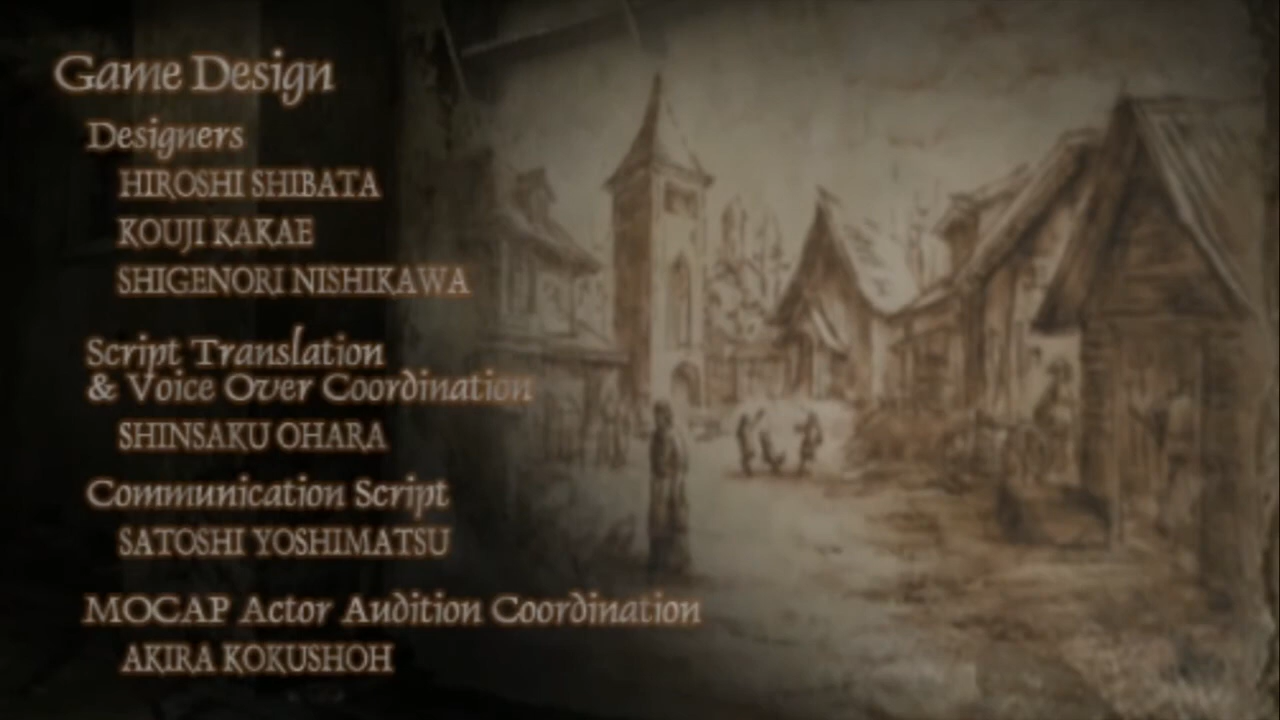 Game Design
Designers
HIROSHI SHIBATA
KOUJI KAKAE
SHIGENORI NISHIKAWA
Script Translation
& Voice Over Coordination
SHINSAKU OHARA
Communication Script
SATOSHI YOSHIMATSU
MOCAP Actor Audition Coordination
AKIRA KOKUSHOH